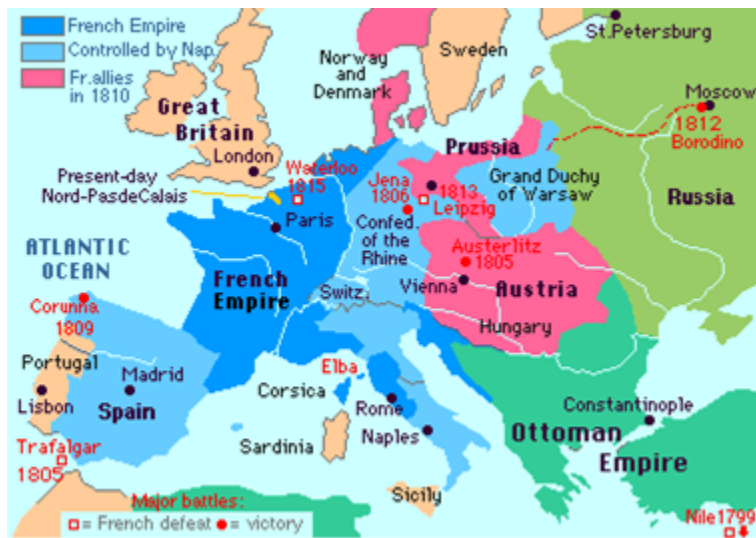 French Empire
Controlled by Nap.
Fr.allies
in 1810
St.Petersburg
Sweden
Norway
and
Denmark
Moscow
1812
Borodino
Great
Britain
London
Prussia
Waterloo
1815
Jena
1806
1813
Leipzig
Grand Duchy
of Warsaw
Russia
Present-day
Nord-PasdeCalais
Paris
Confed.
of the
Rhine
Austerlitz
1805
ATLANTIC
OCEAN
French
Empire
Switz.
Vienna
Austria
Hungary
Corunna
1809
Portugal
Madrid
Lisbon
Spain
Elba
Corsica
Rome
Naples
Sardinia
Constantinople
Ottoman
Empire
Trafalgar
1805
Sicily
Major battles:
= French defeat = victory
Nile1799